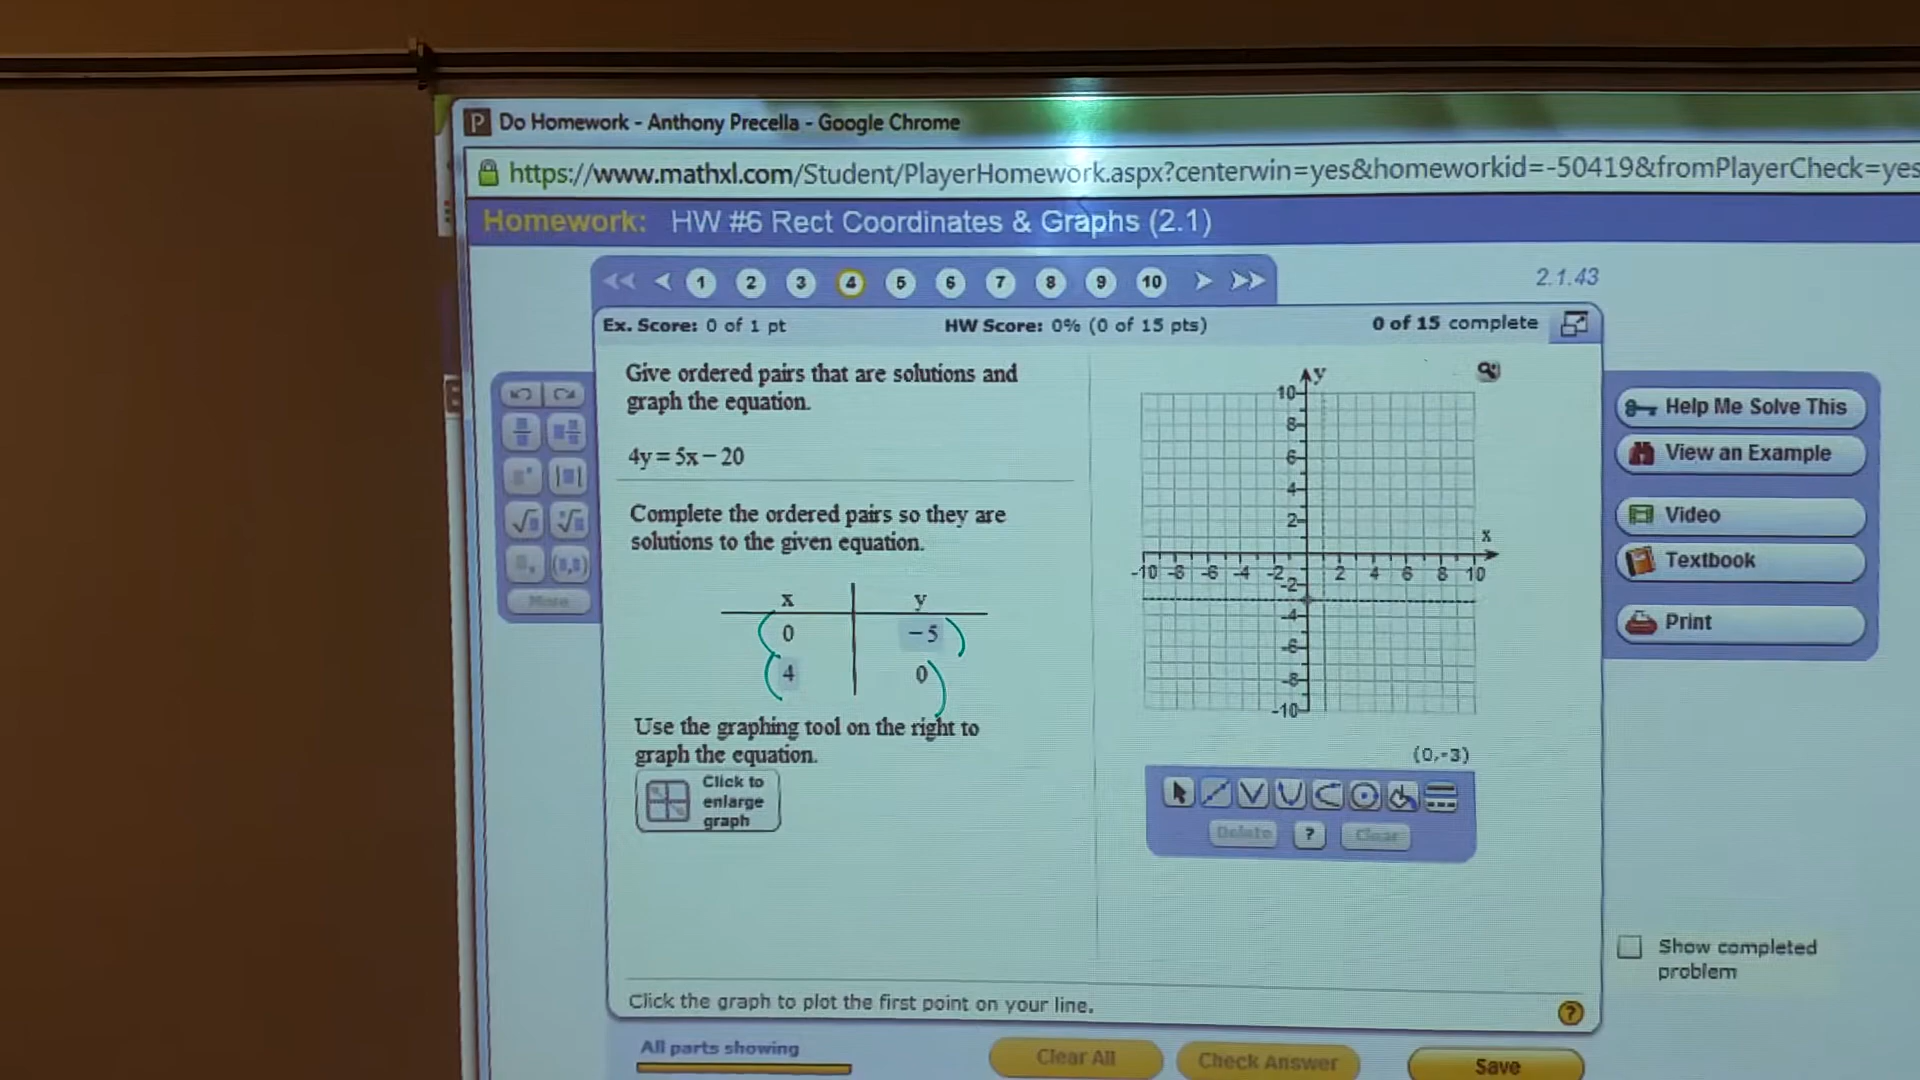 Do Homework - Anthony Precella - Google Chrome
https://www.mathxl.com/Student/PlayerHomework.aspx?centerwin=yes&homeworkid=-50419&fromPlayerCheck=yes
Homework: HW #6 Rect Coordinates & Graphs (2.1)
1 2 3 4 5 6 7 8 9 10
2.1.43
Ex. Score: 0 of 1 pt
HW Score: 0% (0 of 15 pts)
0 of 15 complete
Give ordered pairs that are solutions and
graph the equation.
4y = 5x − 20
Complete the ordered pairs so they are
solutions to the given equation.
x y
0 −5
4 0
Use the graphing tool on the right to
graph the equation.
Click to
enlarge
graph
More
y
10
8
6
4
2
x
-10 -8 -6 -4 -2 2 4 6 8 10
-2
-4
-6
-8
-10
(0,-3)
Delete ? Clear
Help Me Solve This
View an Example
Video
Textbook
Print
Show completed
problem
Click the graph to plot the first point on your line.
?
All parts showing
Clear All
Check Answer
Save